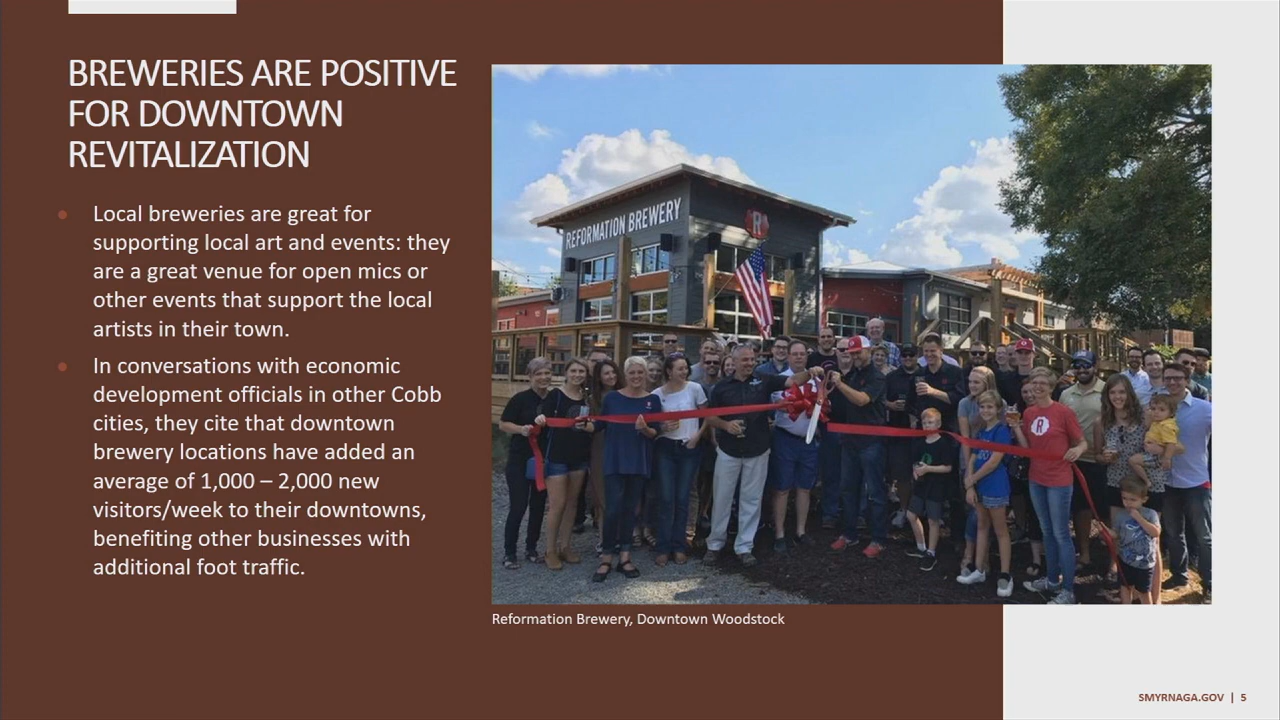 BREWERIES ARE POSITIVE
FOR DOWNTOWN
REVITALIZATION
Local breweries are great for
supporting local art and events: they
are a great venue for open mics or
other events that support the local
artists in their town.
In conversations with economic
development officials in other Cobb
cities, they cite that downtown
brewery locations have added an
average of 1,000 – 2,000 new
visitors/week to their downtowns,
benefiting other businesses with
additional foot traffic.
REFORMATION BREWERY
R
R
Reformation Brewery, Downtown Woodstock
SMYRNAGA.GOV | 5